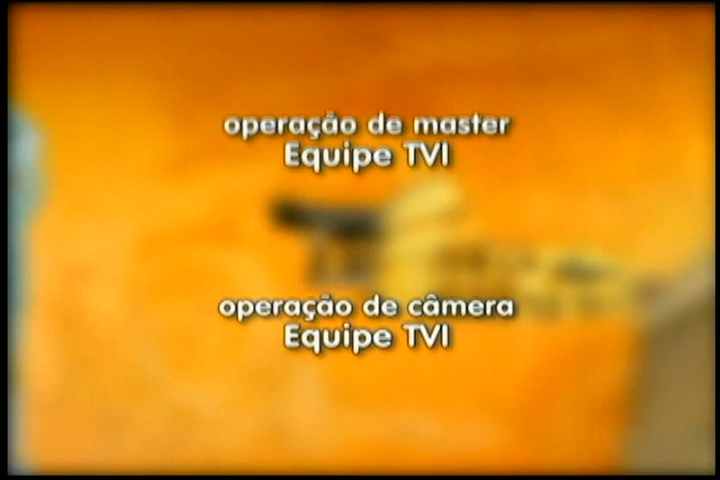 operação de master
Equipe TVI
operação de câmera
Equipe TVI